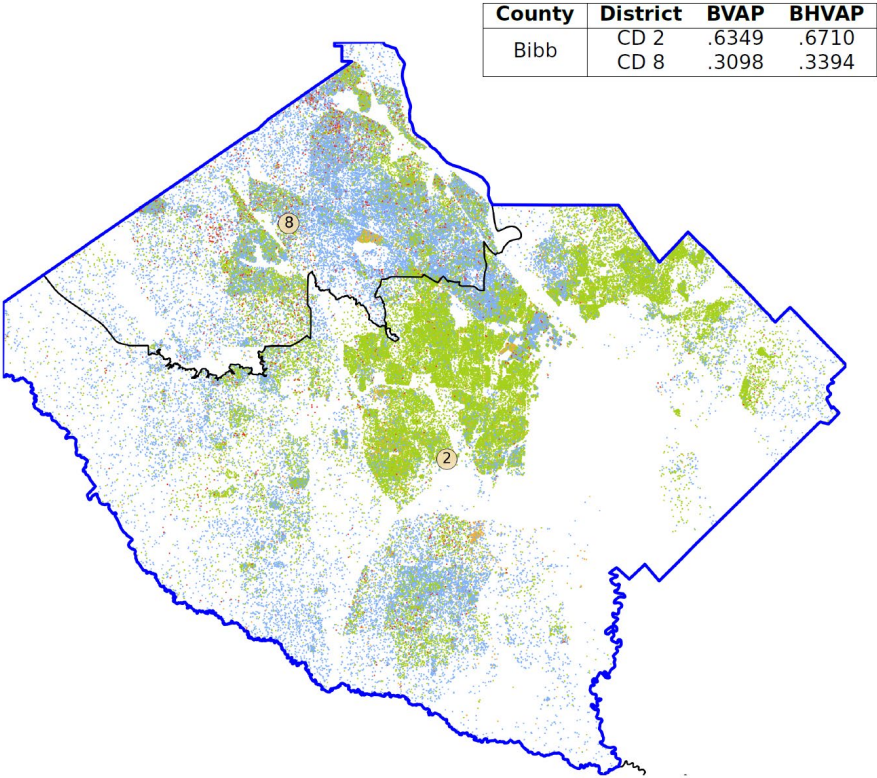 County District BVAP BHVAP
Bibb
CD 2 .6349 .6710
CD 8 .3098 .3394
8
2